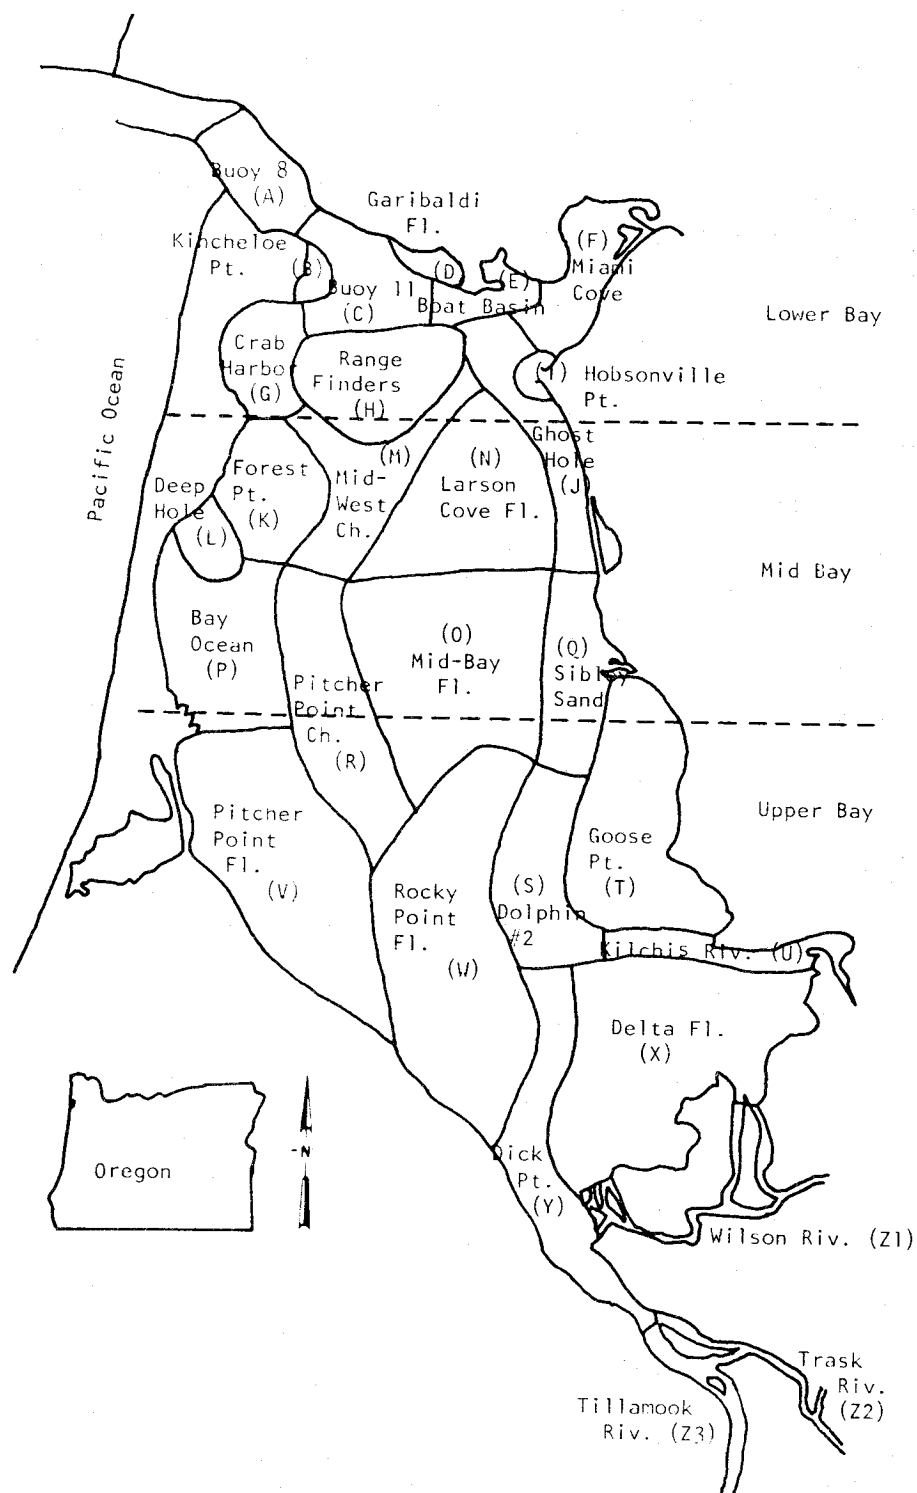 Buoy 8
(A)
Garibaldi
Fl.
Kincheloe
Pt.
(B)
(D)
(E)
(F)
Miami
Cove
Buoy 11
(C)
Boat Basin
Lower Bay
Crab
Harbor
(G)
Range
Finders
(H)
(I) Hobsonville
Pt.
Pacific Ocean
Ghost
Hole
(J)
(M)
Mid-
West
Ch.
(N)
Larson
Cove Fl.
Forest
Pt.
(K)
Deep
Hole
(L)
Mid Bay
Bay
Ocean
(P)
(O)
Mid-Bay
Fl.
(Q)
Sibley
Sand
Pitcher
Point
Ch.
(R)
Upper Bay
Pitcher
Point
Fl.
(V)
Goose
Pt.
(T)
Rocky
Point
Fl.
(W)
(S)
Dolphin
#2
Kilchis Riv. (U)
Delta Fl.
(X)
Oregon
-N
Dick
Pt.
(Y)
Wilson Riv. (Z1)
Trask
Riv.
(Z2)
Tillamook
Riv. (Z3)